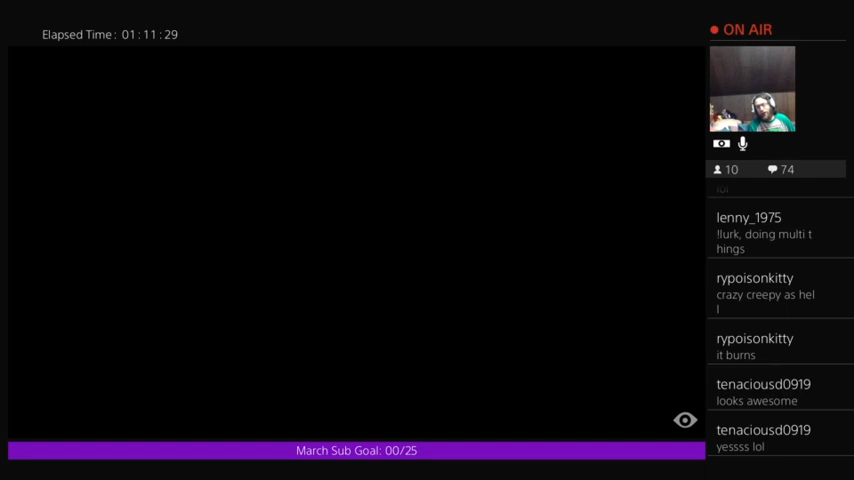 Elapsed Time: 01:11:29
ON AIR
10 74
lol
lenny_1975
!lurk, doing multi t
hings
rypoisonkitty
crazy creepy as hel
l
rypoisonkitty
it burns
tenaciousd0919
looks awesome
tenaciousd0919
yessss lol
March Sub Goal: 00/25